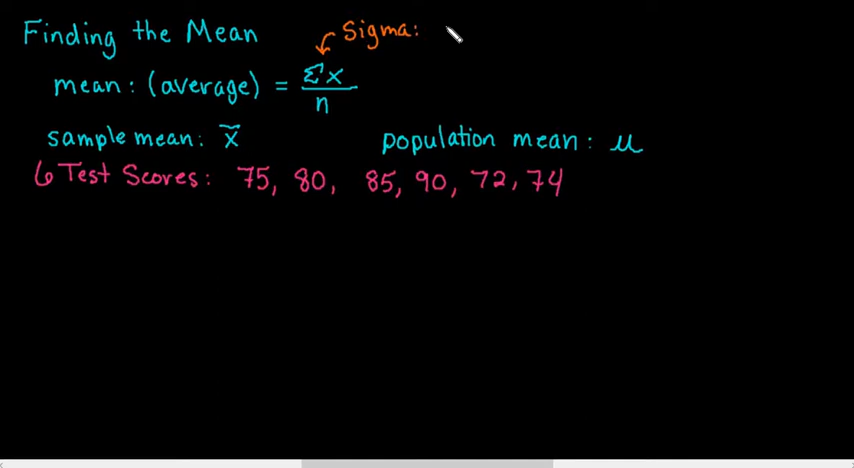 Finding the Mean
Sigma:
mean: (average) = Σx / n
sample mean: x̄
population mean: μ
6 Test Scores: 75, 80, 85, 90, 72, 74